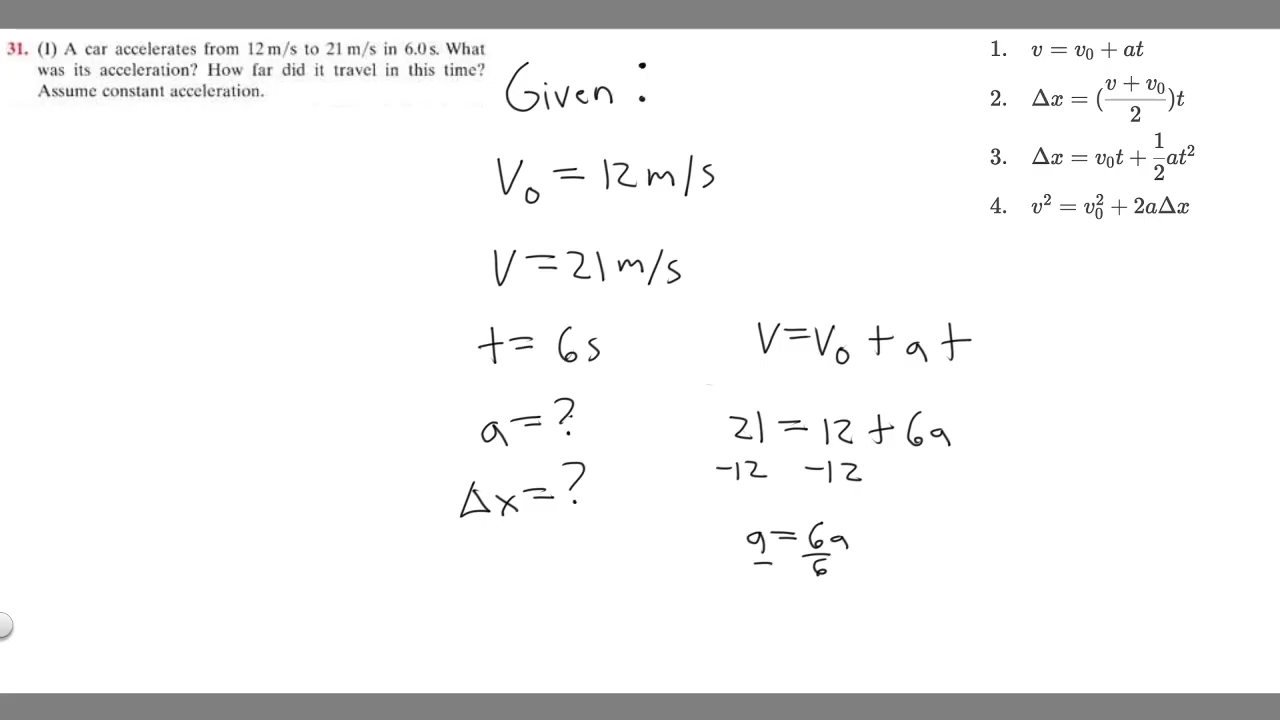 31. (I) A car accelerates from 12 m/s to 21 m/s in 6.0 s. What
was its acceleration? How far did it travel in this time?
Assume constant acceleration.
Given :
V₀ = 12 m/s
V = 21 m/s
t = 6s
a = ?
Δx = ?
V = V₀ + at
21 = 12 + 6a
-12 -12
9 = 6a
6
1. v = v₀ + at
2. Δx = ((v + v₀)/2)t
3. Δx = v₀t + 1/2 at²
4. v² = v₀² + 2aΔx